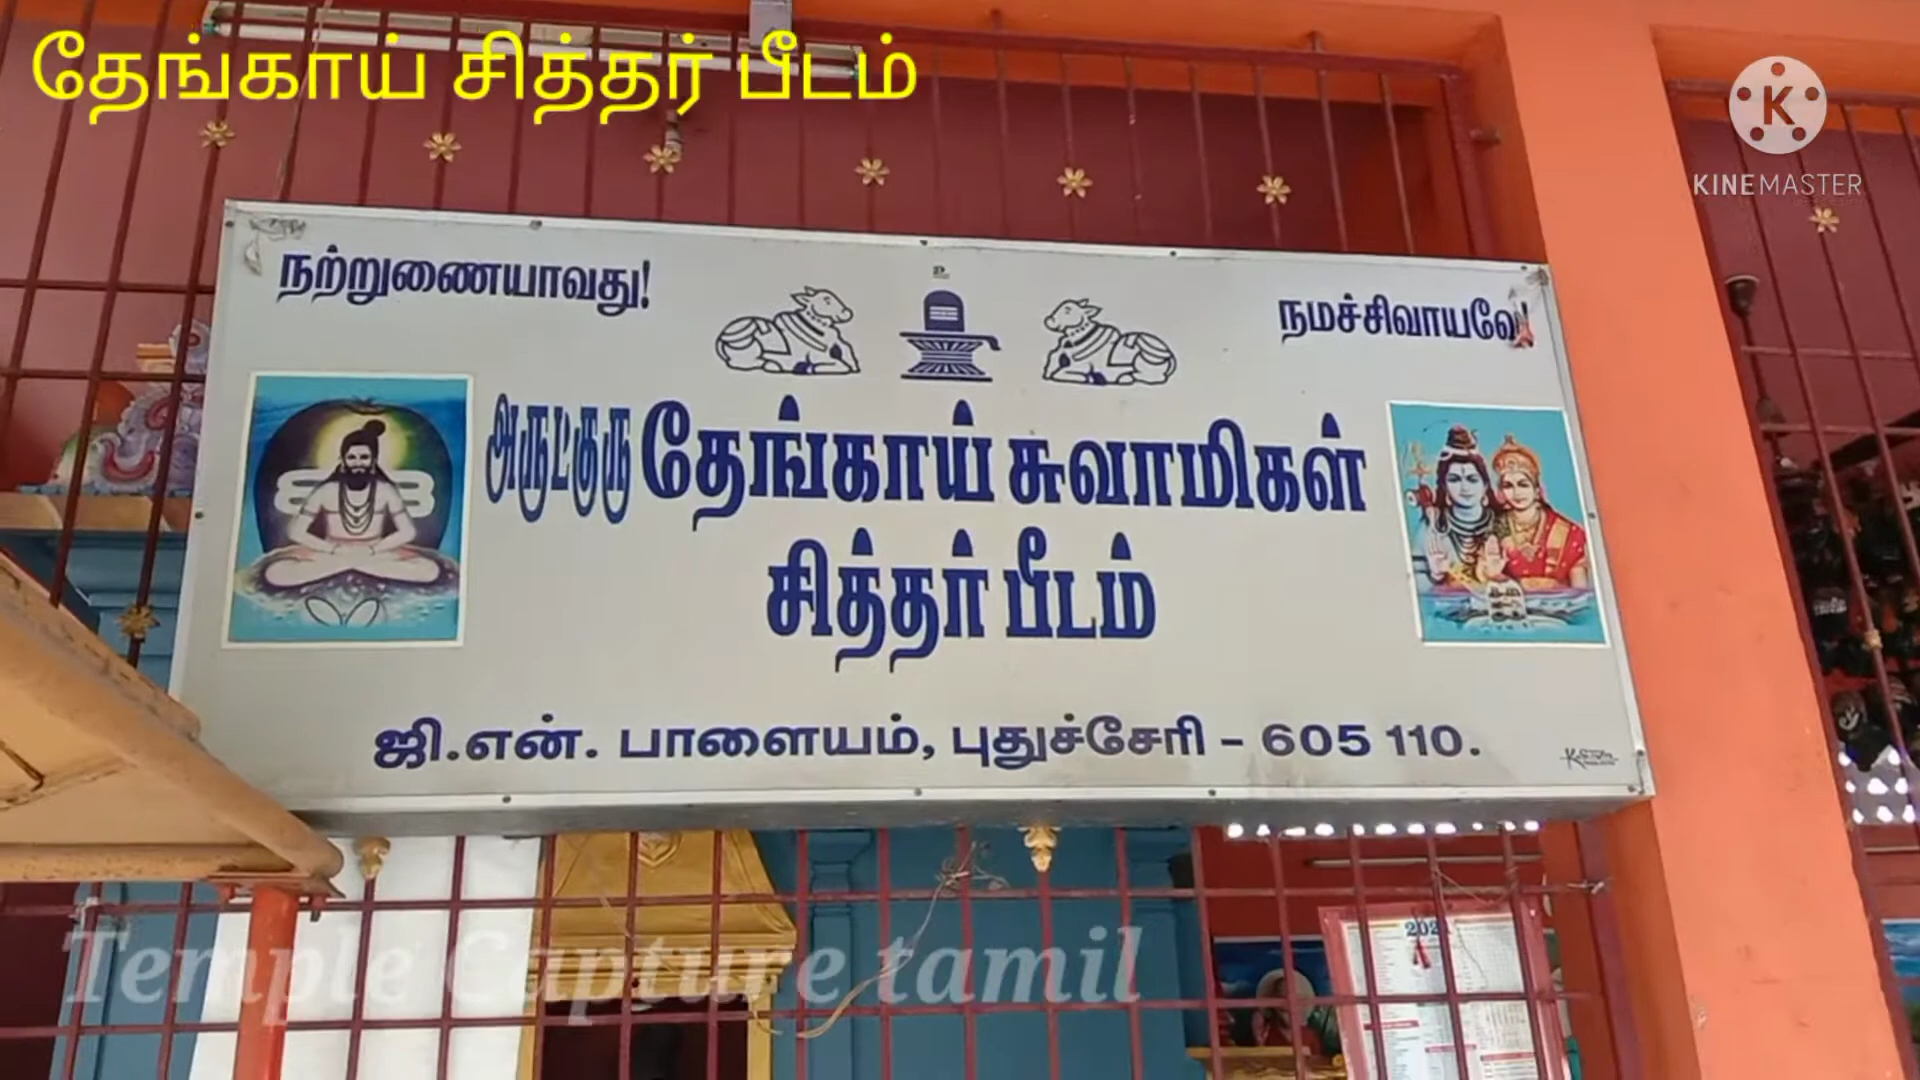 தேங்காய் சித்தர் பீடம்
K
KINEMASTER
நற்றுணையாவது!
நமச்சிவாயவே!
அருட்குரு தேங்காய் சுவாமிகள்
சித்தர் பீடம்
ஜி.என். பாளையம், புதுச்சேரி - 605 110.
Temple Capture tamil